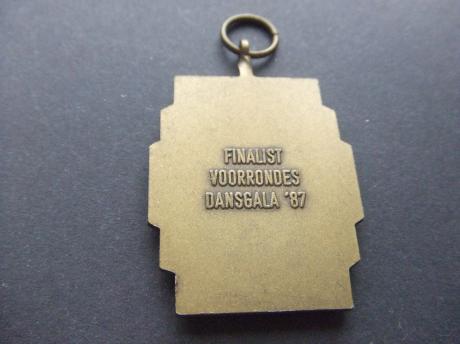 FINALIST
VOORRONDES
DANSGALA '87